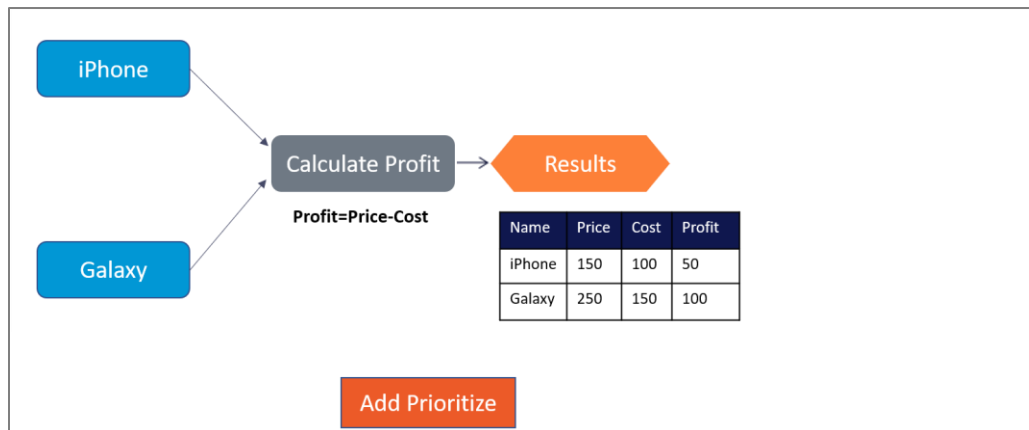 iPhone
Calculate Profit
Results
Profit=Price-Cost
Name Price Cost Profit
iPhone 150 100 50
Galaxy 250 150 100
Galaxy
Add Prioritize